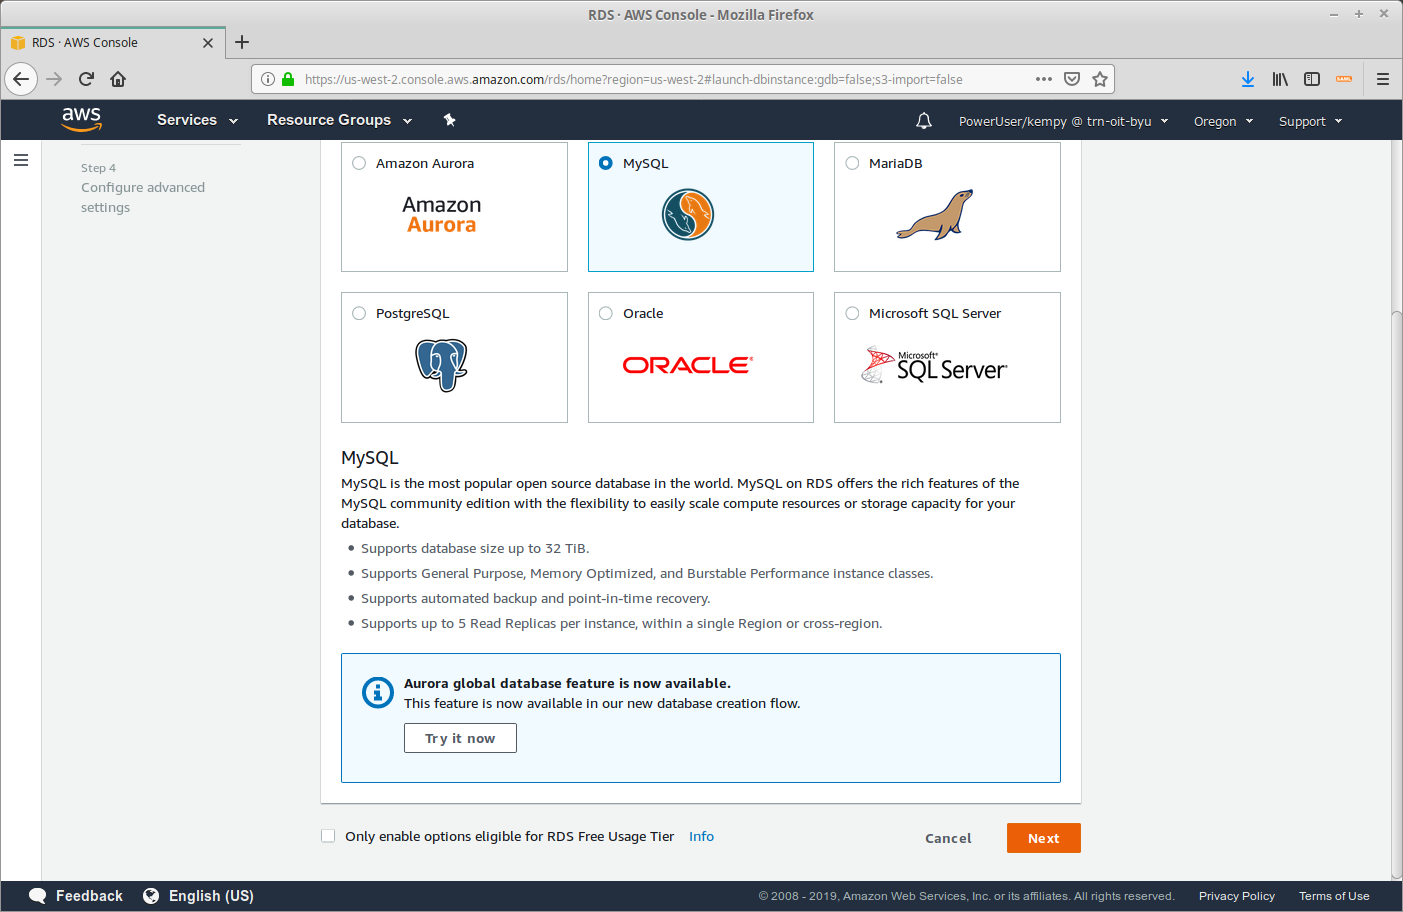 RDS · AWS Console - Mozilla Firefox
RDS · AWS Console
https://us-west-2.console.aws.amazon.com/rds/home?region=us-west-2#launch-dbinstance:gdb=false;s3-import=false
aws
Services
Resource Groups
PowerUser/kempy @ trn-oit-byu
Oregon
Support
Step 4
Configure advanced
settings
Amazon Aurora
Amazon
Aurora
MySQL
MariaDB
PostgreSQL
Oracle
ORACLE
Microsoft SQL Server
Microsoft®
SQL Server
MySQL
MySQL is the most popular open source database in the world. MySQL on RDS offers the rich features of the
MySQL community edition with the flexibility to easily scale compute resources or storage capacity for your
database.
• Supports database size up to 32 TiB.
• Supports General Purpose, Memory Optimized, and Burstable Performance instance classes.
• Supports automated backup and point-in-time recovery.
• Supports up to 5 Read Replicas per instance, within a single Region or cross-region.
Aurora global database feature is now available.
This feature is now available in our new database creation flow.
Try it now
Only enable options eligible for RDS Free Usage Tier Info
Cancel
Next
Feedback
English (US)
© 2008 - 2019, Amazon Web Services, Inc. or its affiliates. All rights reserved.
Privacy Policy
Terms of Use